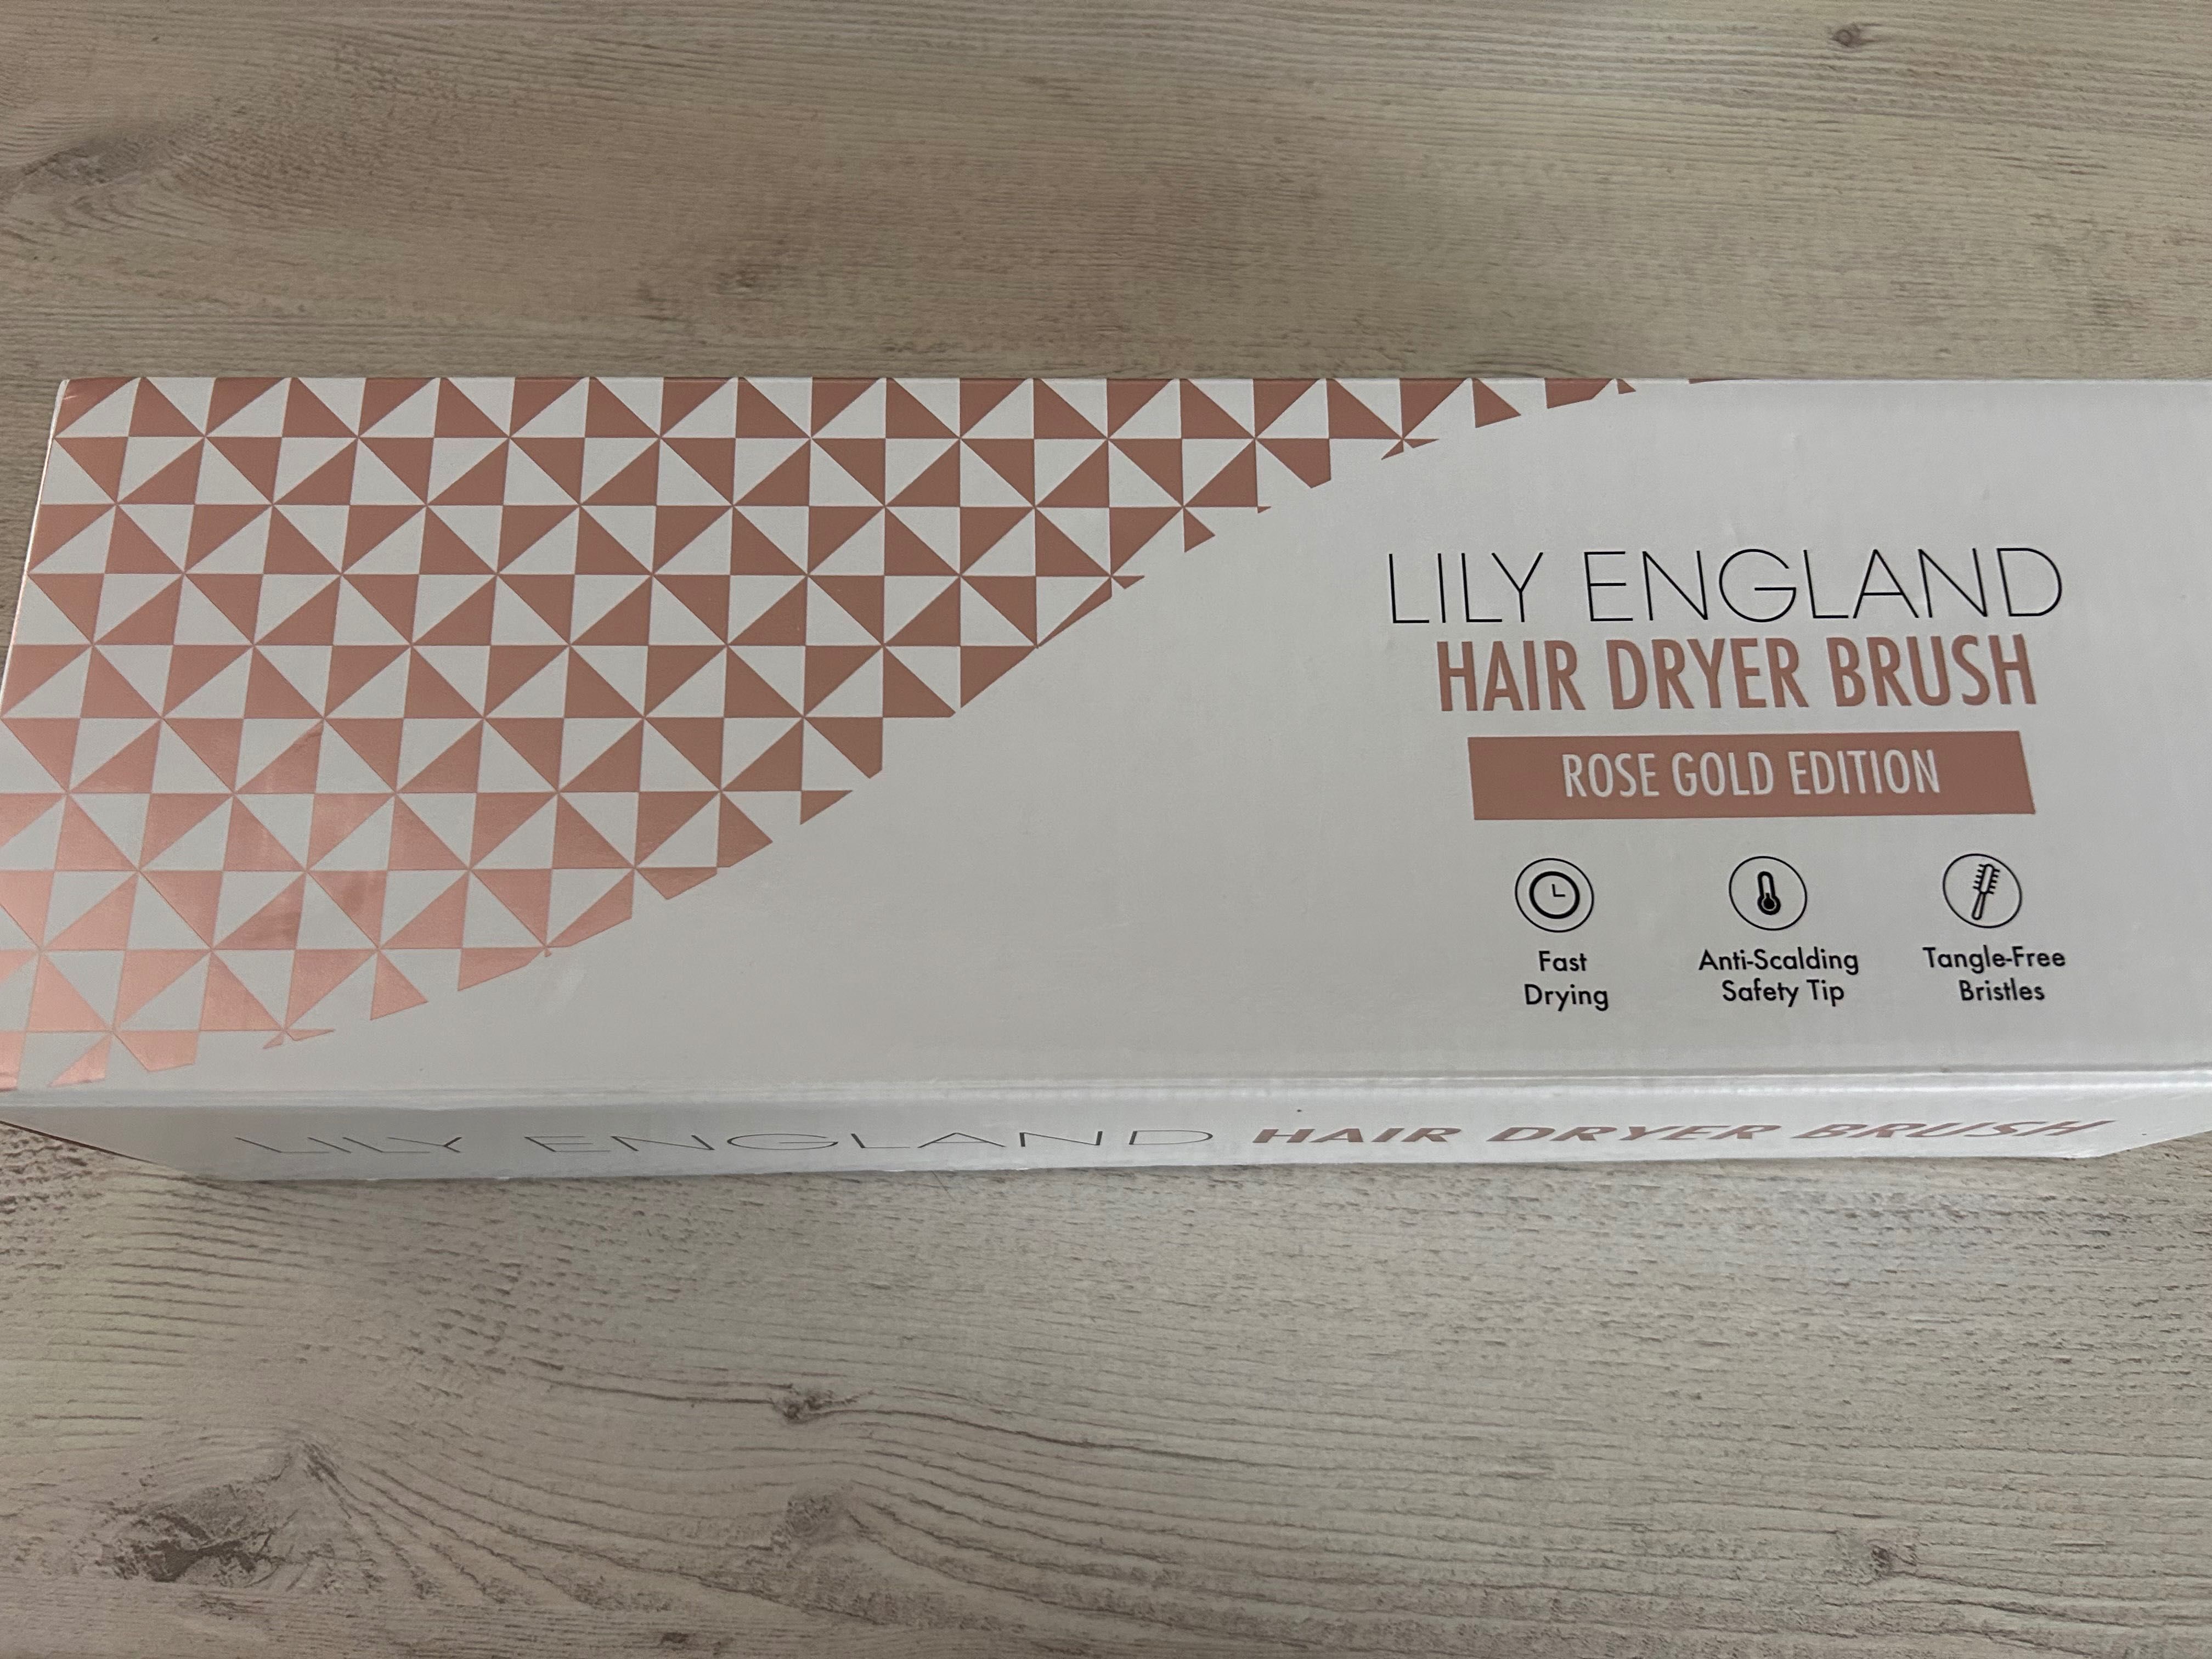 LILY ENGLAND
HAIR DRYER BRUSH
ROSE GOLD EDITION
Fast
Drying
Anti-Scalding
Safety Tip
Tangle-Free
Bristles
LILY ENGLAND HAIR DRYER BRUSH